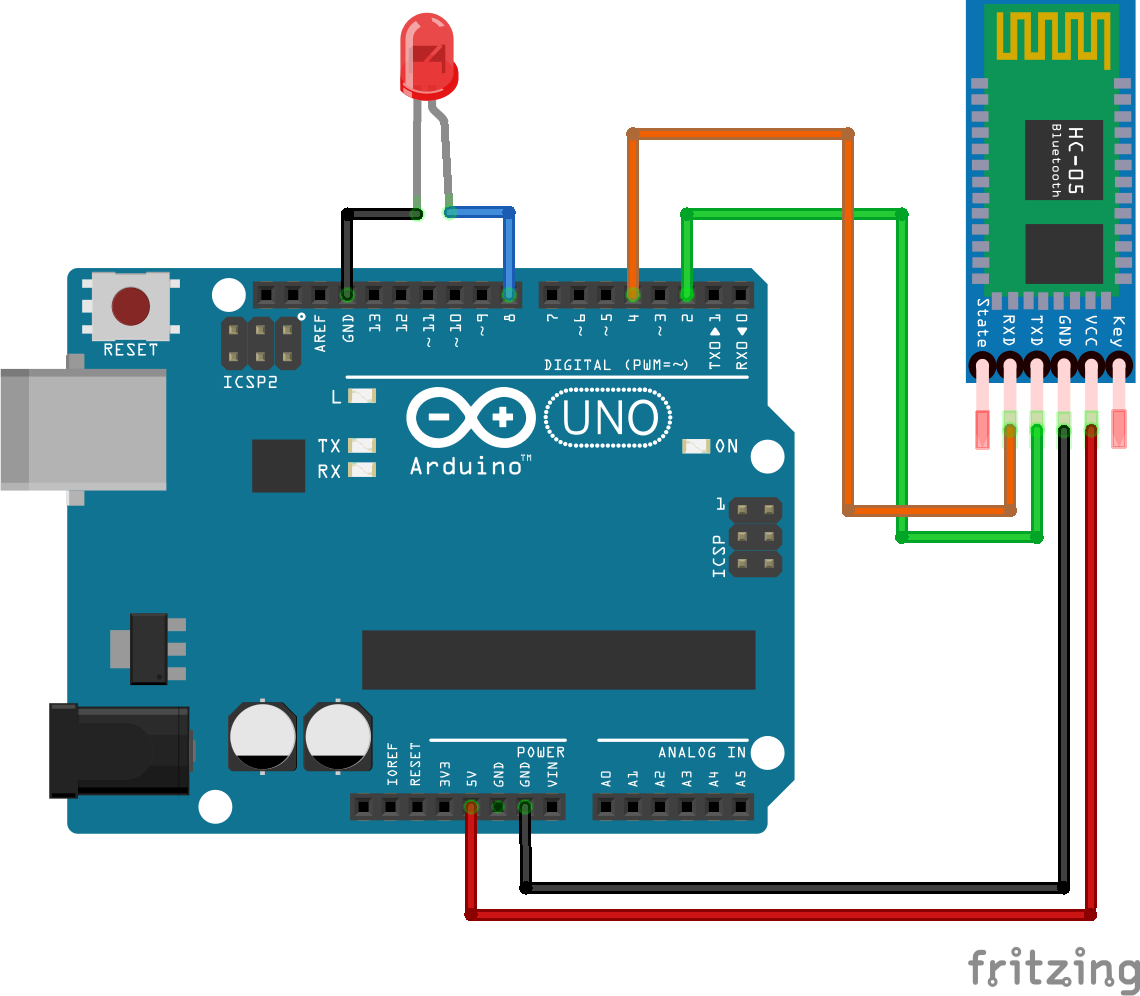 HC-05
Bluetooth
State
RXD
TXD
GND
VCC
Key
RESET
ICSP2
AREF
GND
13
12
~11
~10
~9
8
7
~6
~5
4
~3
2
TX0▶1
RX0◀0
DIGITAL (PWM=~)
L
TX
RX
UNO
Arduino™
ON
1
ICSP
POWER
ANALOG IN
IOREF
RESET
3V3
5V
GND
GND
VIN
A0
A1
A2
A3
A4
A5
fritzing